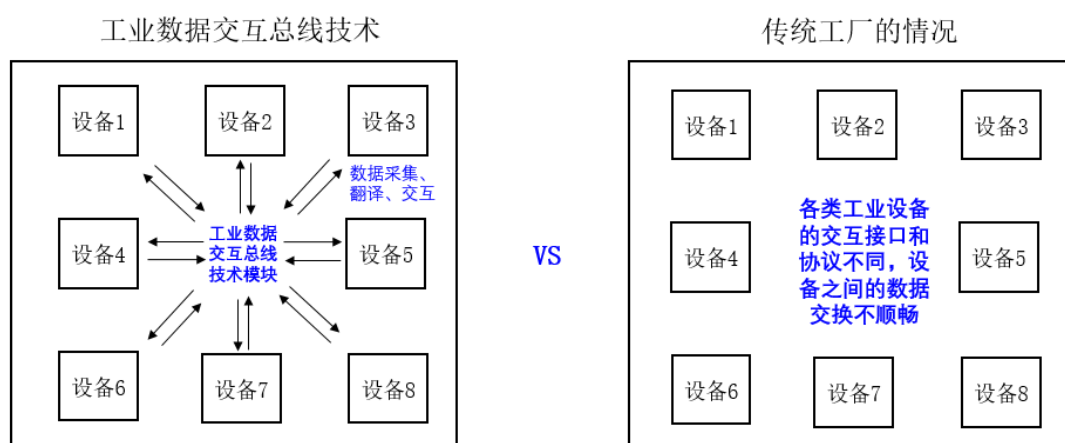 工业数据交互总线技术
传统工厂的情况
设备1
设备2
设备3
数据采集、
翻译、交互
设备4
工业数据
交互总线
技术模块
设备5
设备6
设备7
设备8
VS
设备1
设备2
设备3
设备4
各类工业设备
的交互接口和
协议不同，设
备之间的数据
交换不顺畅
设备5
设备6
设备7
设备8